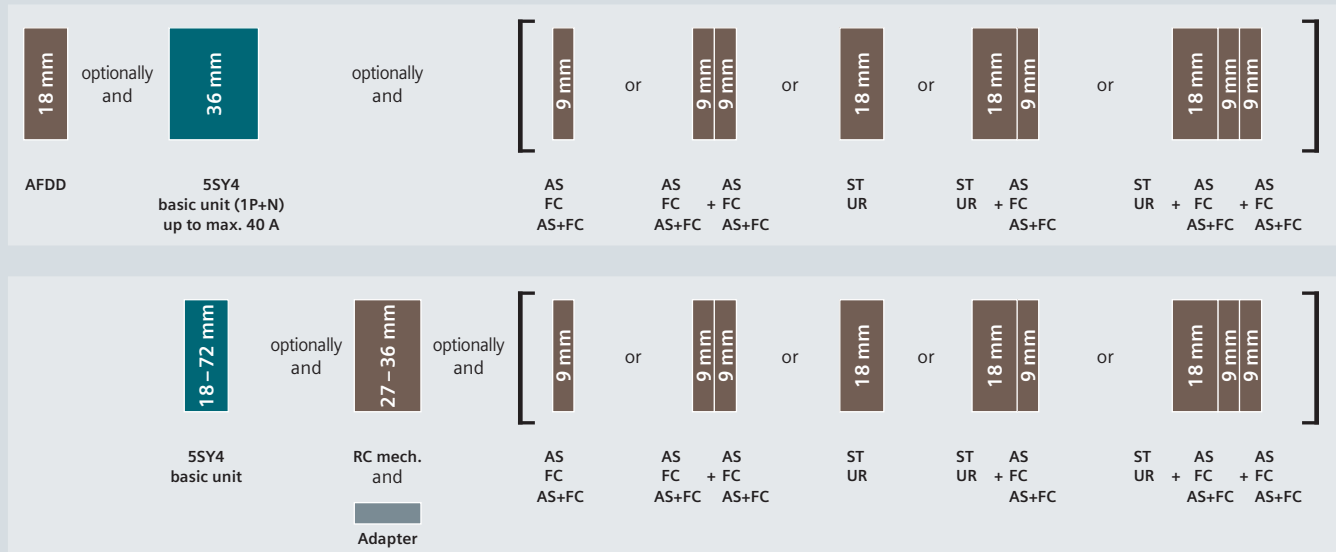 18 mm
optionally
and
36 mm
optionally
and
9 mm
or
9 mm
9 mm
or
18 mm
or
18 mm
9 mm
or
18 mm
9 mm
9 mm
AFDD
5SY4
basic unit (1P+N)
up to max. 40 A
AS
FC
AS+FC
AS AS
FC + FC
AS+FC AS+FC
ST
UR
ST AS
UR + FC
AS+FC
ST AS AS
UR + FC + FC
AS+FC AS+FC
18–72 mm
optionally
and
27–36 mm
optionally
and
9 mm
or
9 mm
9 mm
or
18 mm
or
18 mm
9 mm
or
18 mm
9 mm
9 mm
5SY4
basic unit
RC mech.
and
Adapter
AS
FC
AS+FC
AS AS
FC + FC
AS+FC AS+FC
ST
UR
ST AS
UR + FC
AS+FC
ST AS AS
UR + FC + FC
AS+FC AS+FC